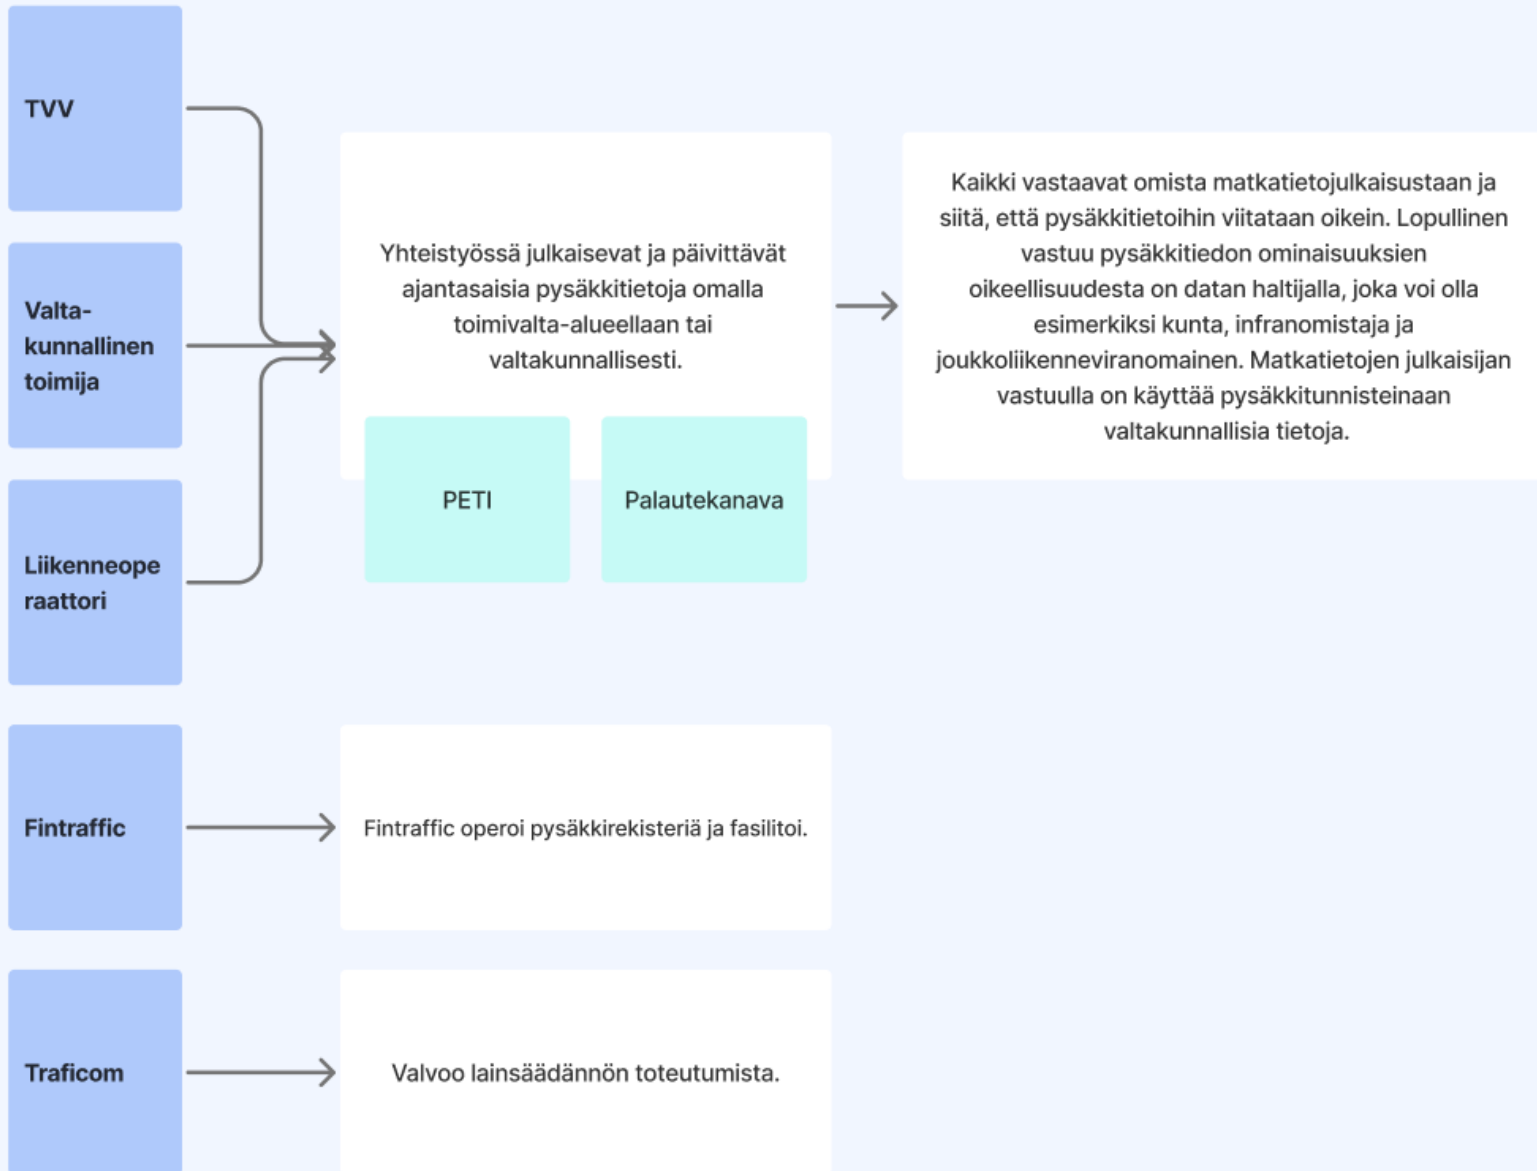 TVV
Valta-
kunnallinen
toimija
Liikenneope
raattori
Yhteistyössä julkaisevat ja päivittävät
ajantasaisia pysäkkitietoja omalla
toimivalta-alueellaan tai
valtakunnallisesti.
PETI
Palautekanava
Kaikki vastaavat omista matkatietojulkaisustaan ja
siitä, että pysäkkitietoihin viitataan oikein. Lopullinen
vastuu pysäkkitiedon ominaisuuksien
oikeellisuudesta on datan haltijalla, joka voi olla
esimerkiksi kunta, infranomistaja ja
joukkoliikenneviranomainen. Matkatietojen julkaisijan
vastuulla on käyttää pysäkkitunnisteinaan
valtakunnallisia tietoja.
Fintraffic
Fintraffic operoi pysäkkirekisteriä ja fasilitoi.
Traficom
Valvoo lainsäädännön toteutumista.